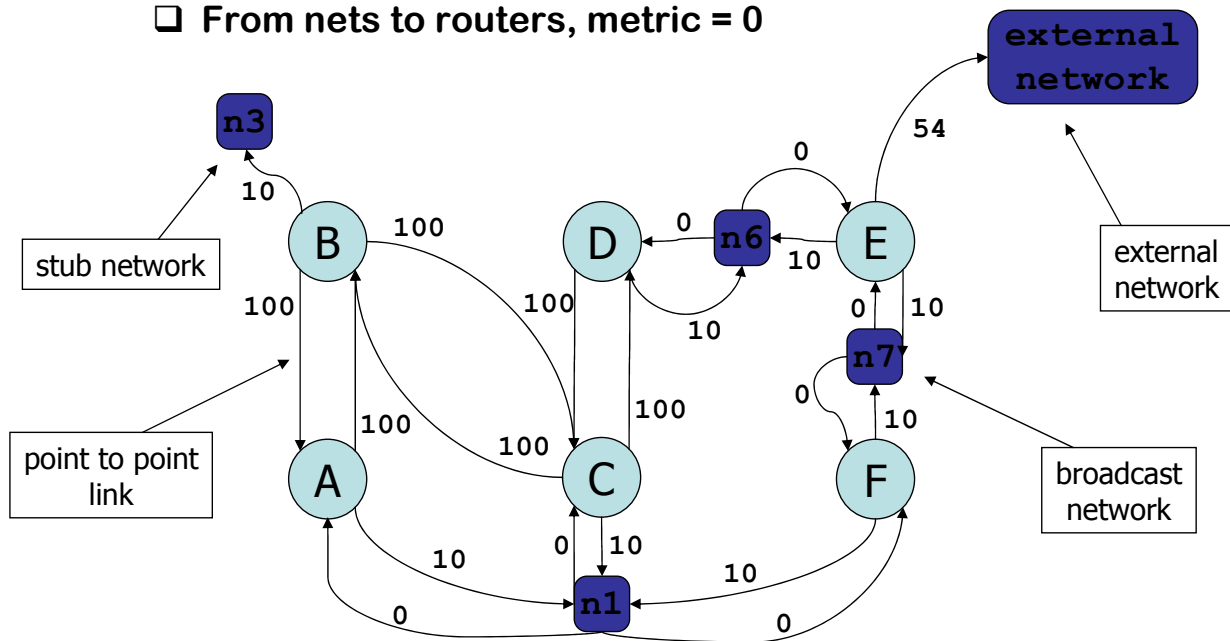 ❑ From nets to routers, metric = 0
external
network
n3
54
0
10
B
100
D
0
n6
E
10
stub network
external
network
100
100
10
0
10
n7
0
100
100
100
10
point to point
link
A
C
F
broadcast
network
10
0
10
10
n1
0
0